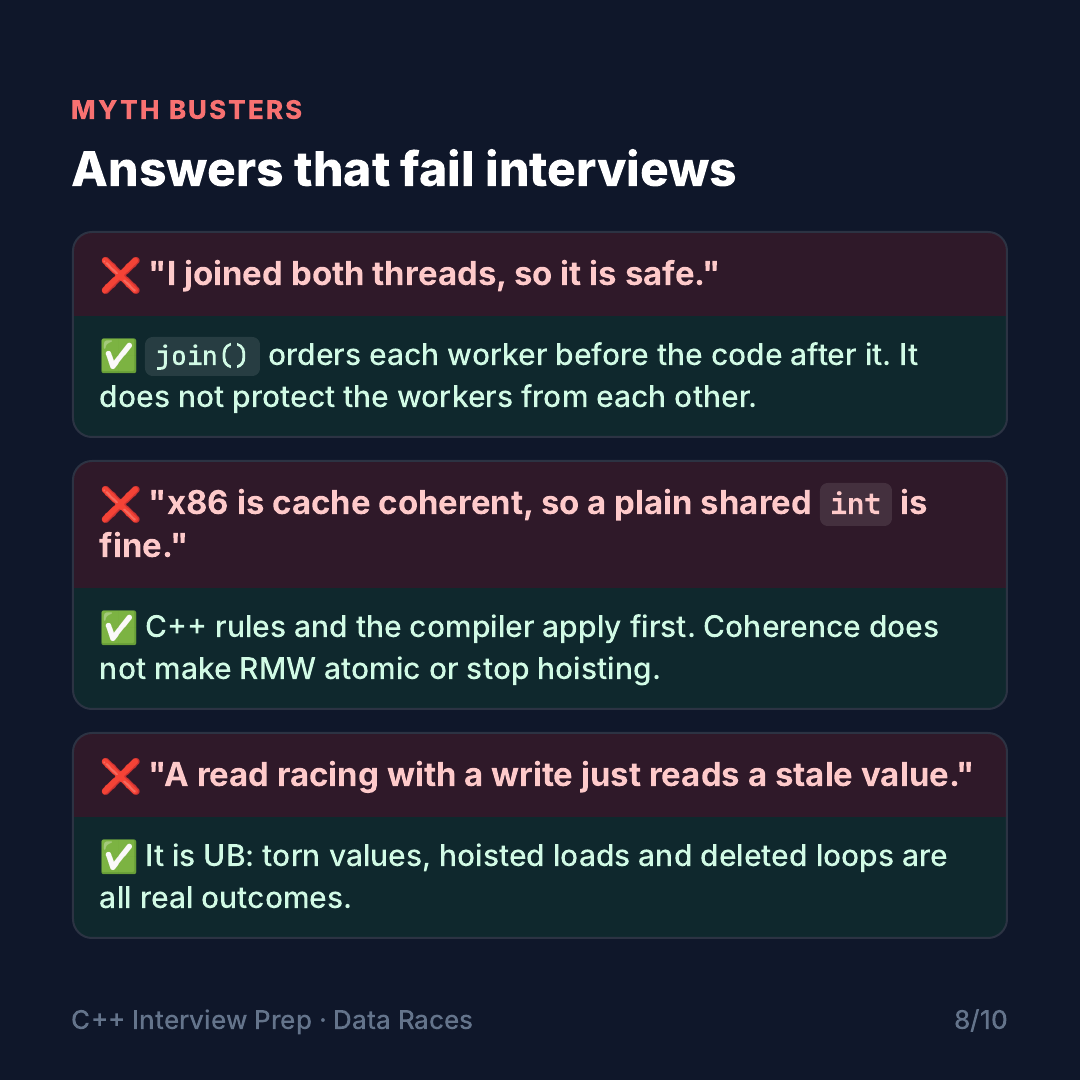 MYTH BUSTERS
Answers that fail interviews
❌ "I joined both threads, so it is safe."
✅ join() orders each worker before the code after it. It
does not protect the workers from each other.
❌ "x86 is cache coherent, so a plain shared int is
fine."
✅ C++ rules and the compiler apply first. Coherence does
not make RMW atomic or stop hoisting.
❌ "A read racing with a write just reads a stale value."
✅ It is UB: torn values, hoisted loads and deleted loops are
all real outcomes.
C++ Interview Prep · Data Races
8/10